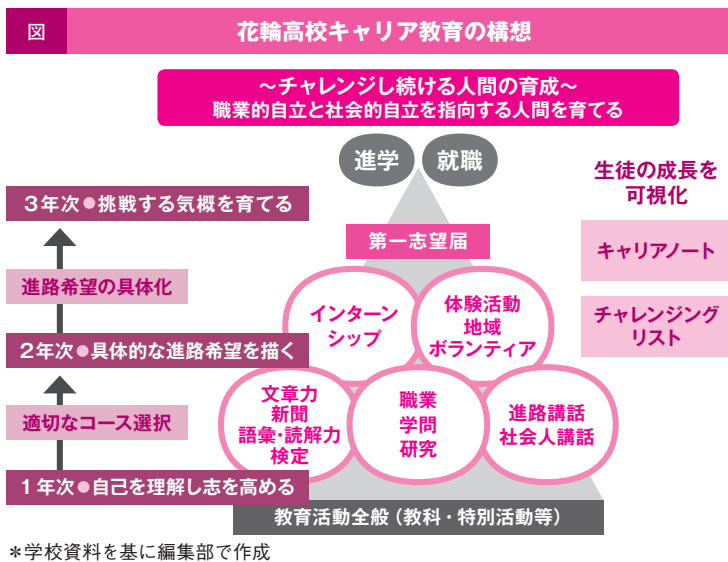 図
花輪高校キャリア教育の構想
〜チャレンジし続ける人間の育成〜
職業的自立と社会的自立を指向する人間を育てる
進学
就職
生徒の成長を
可視化
3年次●挑戦する気概を育てる
第一志望届
キャリアノート
進路希望の具体化
インターン
シップ
体験活動
地域
ボランティア
チャレンジング
リスト
2年次●具体的な進路希望を描く
文章力
新聞
語彙・読解力
検定
職業
学問
研究
進路講話
社会人講話
適切なコース選択
1年次●自己を理解し志を高める
教育活動全般（教科・特別活動等）
＊学校資料を基に編集部で作成